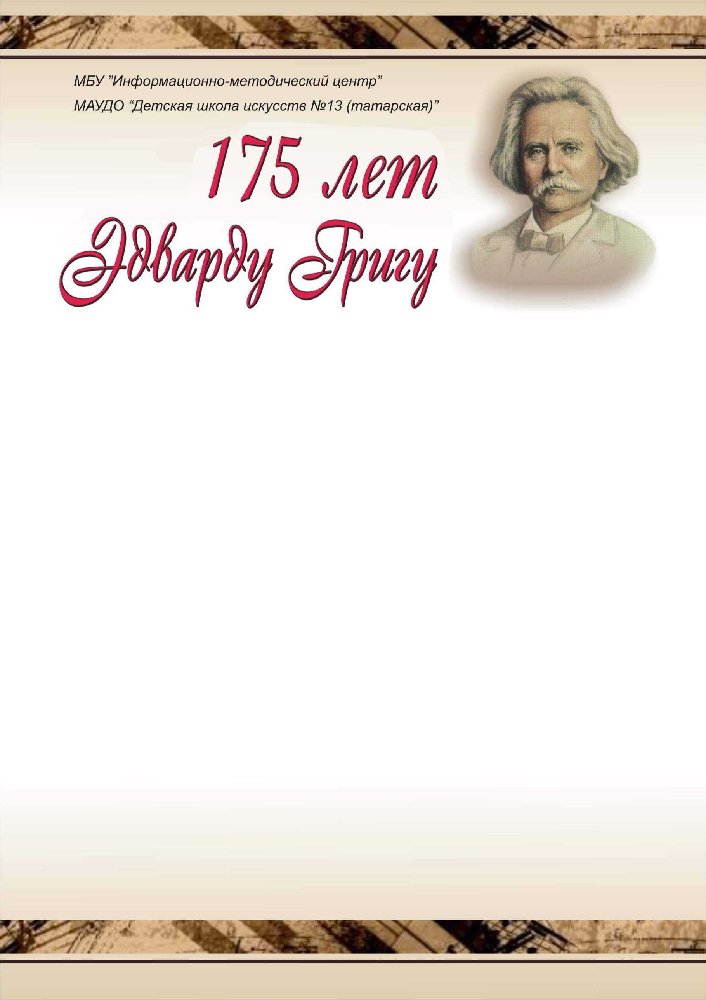 МБУ ”Информационно-методический центр”
МАУДО “Детская школа искусств №13 (татарская)”
175 лет
Эдварду Григу